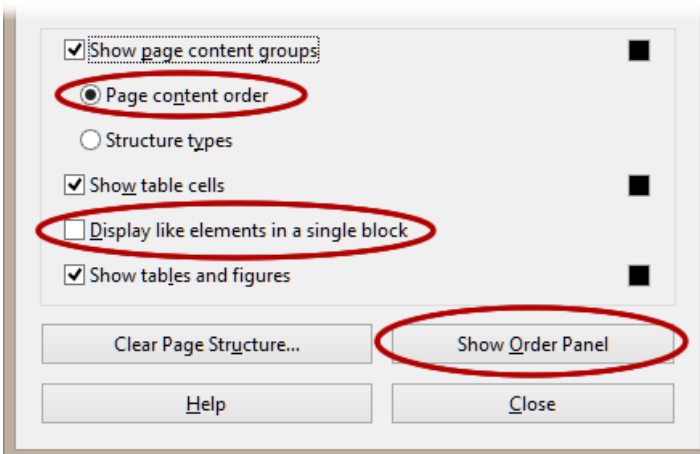 Show page content groups
Page content order
Structure types
Show table cells
Display like elements in a single block
Show tables and figures
Clear Page Structure... Show Order Panel
Help Close